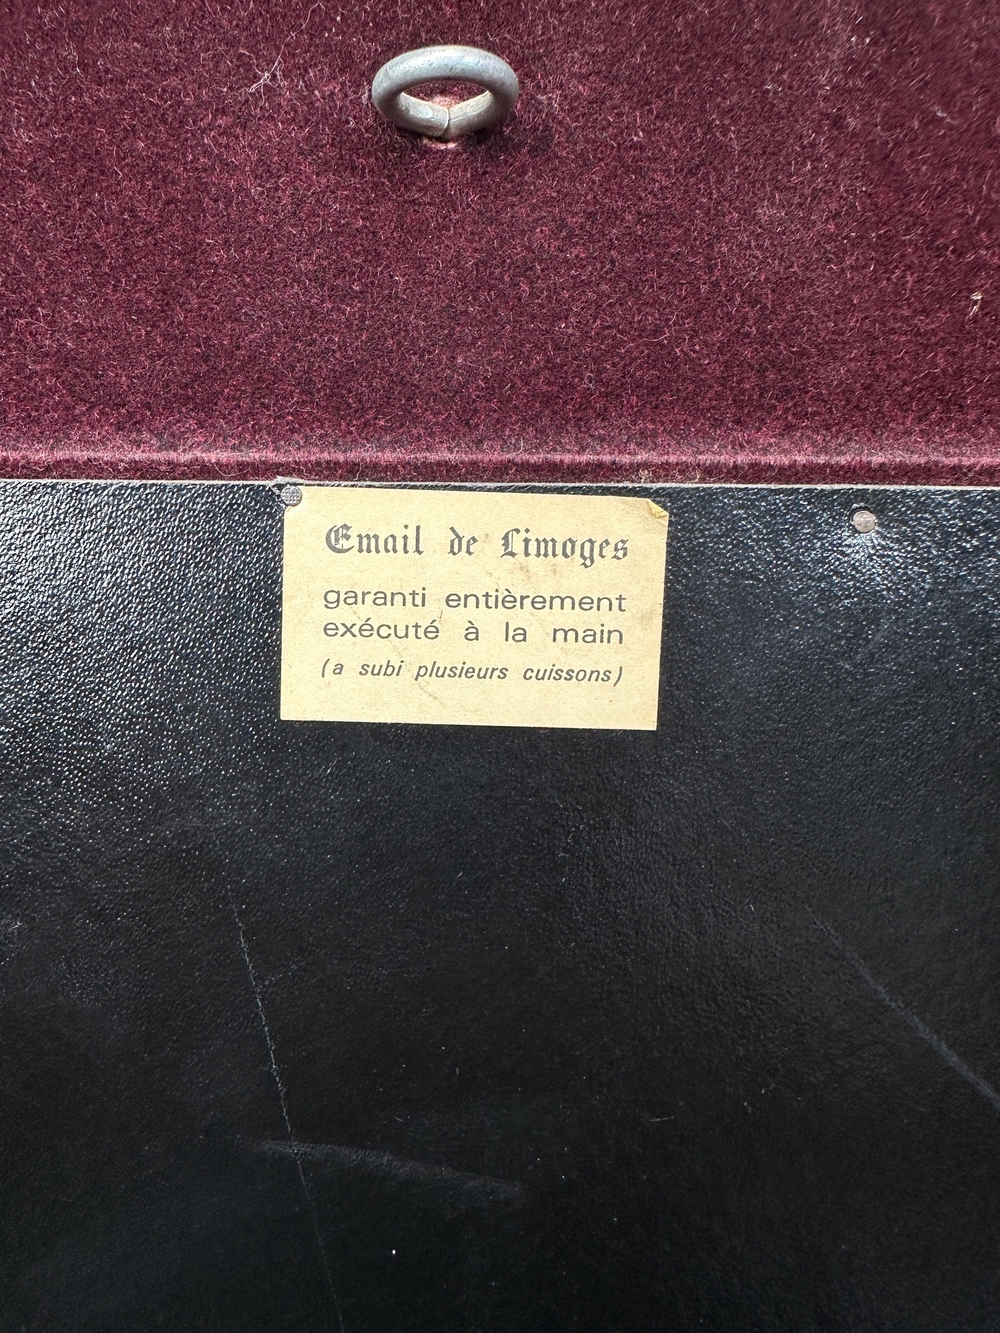 Email de Limoges
garanti entièrement
exécuté à la main
(a subi plusieurs cuissons)